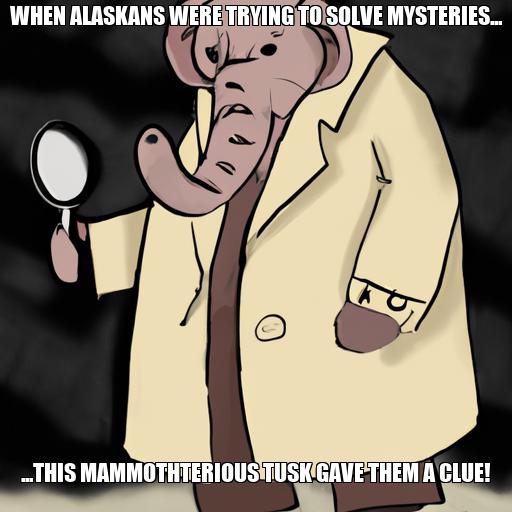 WHEN ALASKANS WERE TRYING TO SOLVE MYSTERIES...
...THIS MAMMOTHTERIOUS TUSK GAVE THEM A CLUE!